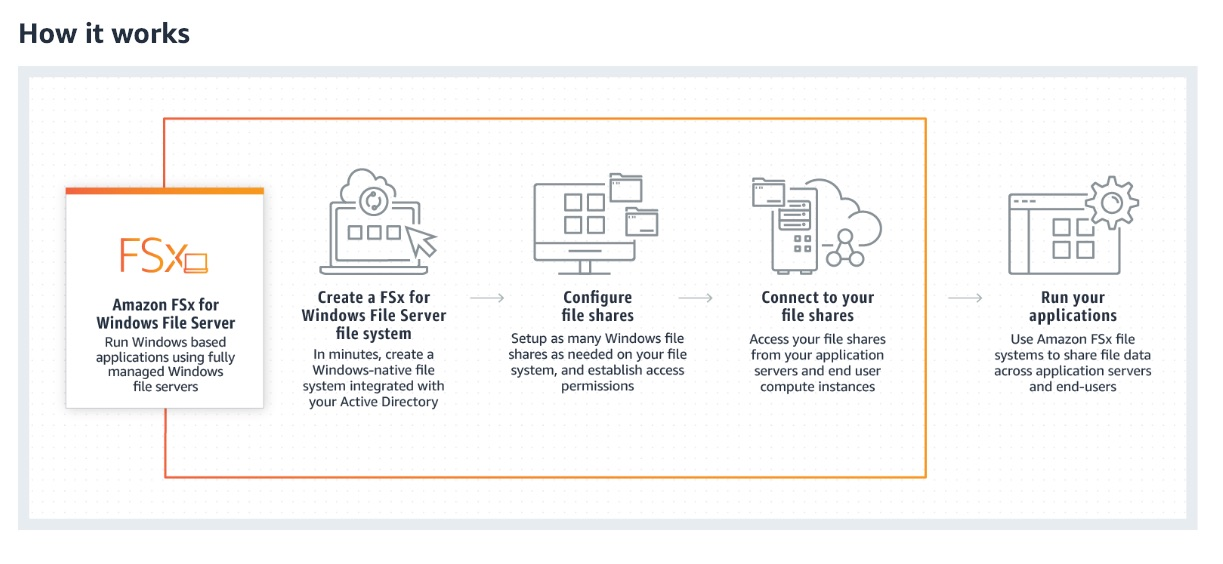 How it works
FSx
Amazon FSx for
Windows File Server
Run Windows based
applications using fully
managed Windows
file servers
Create a FSx for
Windows File Server
file system
In minutes, create a
Windows-native file
system integrated with
your Active Directory
Configure
file shares
Setup as many Windows file
shares as needed on your file
system, and establish access
permissions
Connect to your
file shares
Access your file shares
from your application
servers and end user
compute instances
Run your
applications
Use Amazon FSx file
systems to share file data
across application servers
and end-users